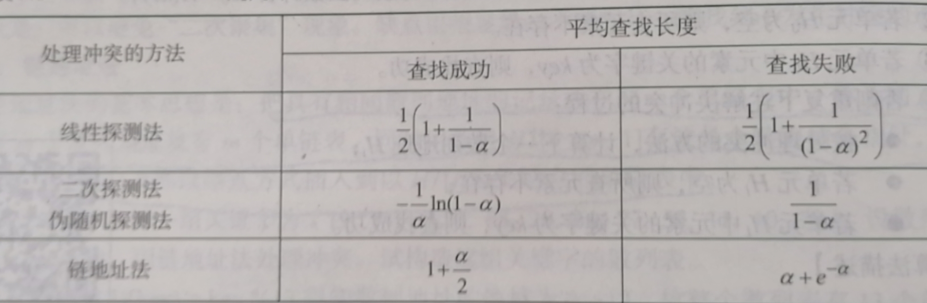 处理冲突的方法 平均查找长度
查找成功 查找失败
线性探测法 \frac{1}{2}\left(1+\frac{1}{1-\alpha}\right) \frac{1}{2}\left(1+\frac{1}{(1-\alpha)^2}\right)
二次探测法
伪随机探测法 -\frac{1}{\alpha}\ln(1-\alpha) \frac{1}{1-\alpha}
链地址法 1+\frac{\alpha}{2} \alpha+e^{-\alpha}